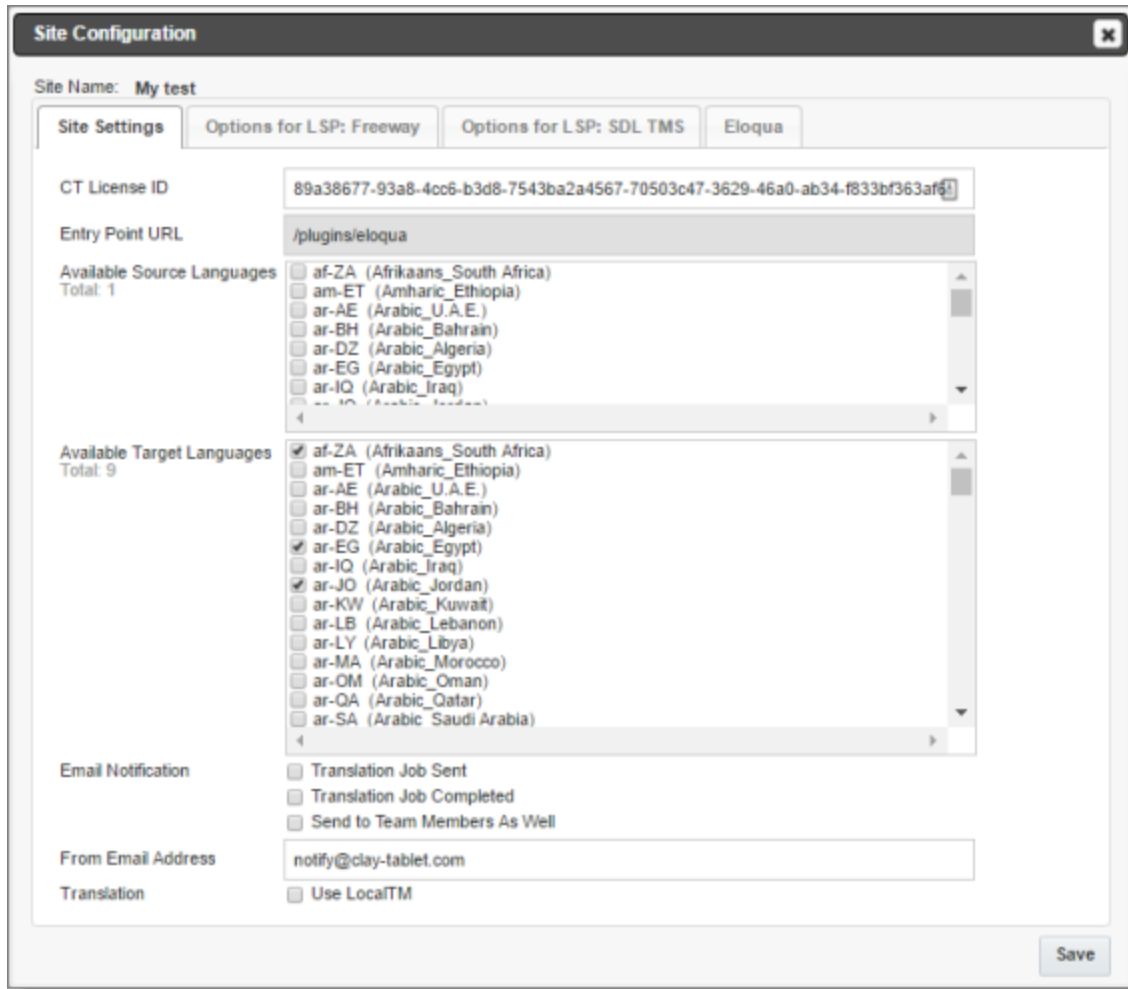 Site Configuration
Site Name: My test
Site Settings
Options for LSP: Freeway
Options for LSP: SDL TMS
Eloqua
CT License ID
89a38677-93a8-4cc6-b3d8-7543ba2a4567-70503c47-3629-46a0-ab34-f833bf363af6
Entry Point URL
/plugins/eloqua
Available Source Languages
Total: 1
af-ZA (Afrikaans_South Africa)
am-ET (Amharic_Ethiopia)
ar-AE (Arabic_U.A.E.)
ar-BH (Arabic_Bahrain)
ar-DZ (Arabic_Algeria)
ar-EG (Arabic_Egypt)
ar-IQ (Arabic_Iraq)
ar-JO (Arabic_Jordan)
Available Target Languages
Total: 9
af-ZA (Afrikaans_South Africa)
am-ET (Amharic_Ethiopia)
ar-AE (Arabic_U.A.E.)
ar-BH (Arabic_Bahrain)
ar-DZ (Arabic_Algeria)
ar-EG (Arabic_Egypt)
ar-IQ (Arabic_Iraq)
ar-JO (Arabic_Jordan)
ar-KW (Arabic_Kuwait)
ar-LB (Arabic_Lebanon)
ar-LY (Arabic_Libya)
ar-MA (Arabic_Morocco)
ar-OM (Arabic_Oman)
ar-QA (Arabic_Qatar)
ar-SA (Arabic_Saudi Arabia)
Email Notification
Translation Job Sent
Translation Job Completed
Send to Team Members As Well
From Email Address
notify@clay-tablet.com
Translation
Use LocalTM
Save